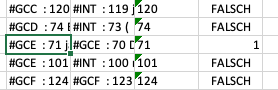 #GCC : 120 #INT : 119 j 120 FALSCH
#GCD : 74 #INT : 73 ( 74 FALSCH
#GCE : 71 j #GCE : 70 D 71 1
#GCE : 101 #INT : 100 101 FALSCH
#GCF : 124 #GCF : 123 124 FALSCH